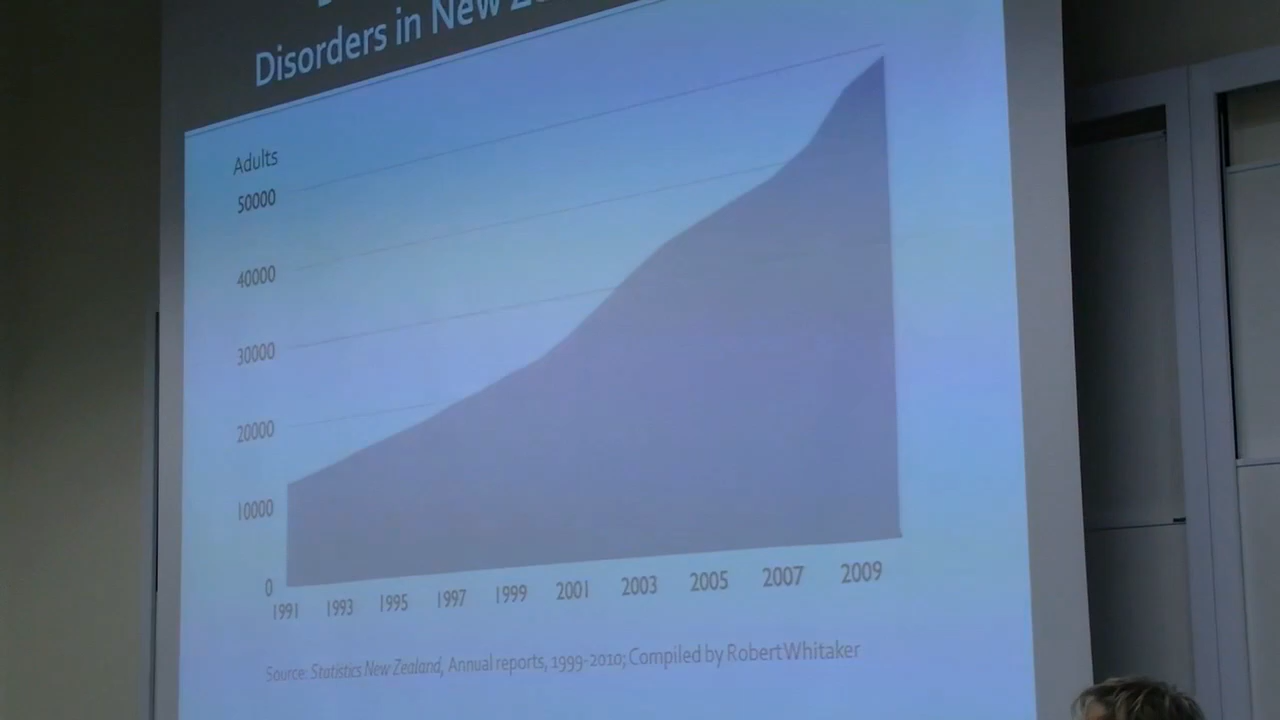 Disorders in New
Adults
50000
40000
30000
20000
10000
0
1991 1993 1995 1997 1999 2001 2003 2005 2007 2009
Source: Statistics New Zealand, Annual reports, 1999-2010; Compiled by Robert Whitaker